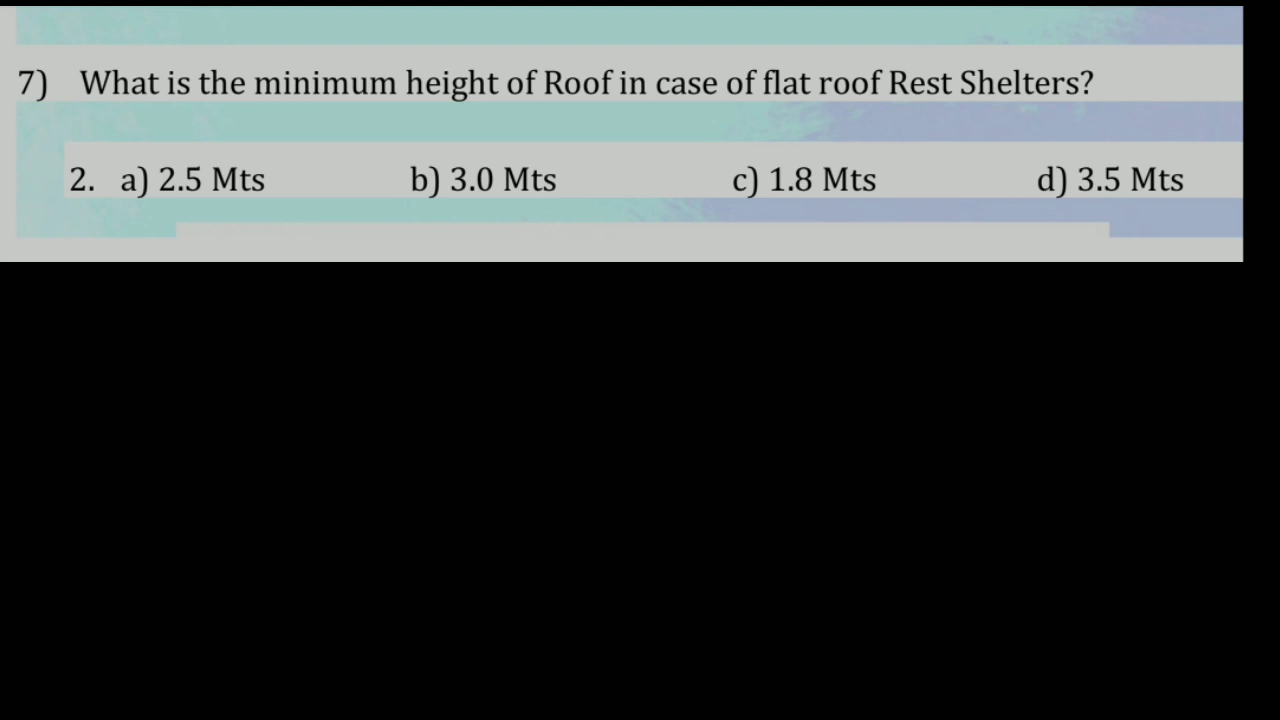 7) What is the minimum height of Roof in case of flat roof Rest Shelters?
2. a) 2.5 Mts b) 3.0 Mts c) 1.8 Mts d) 3.5 Mts